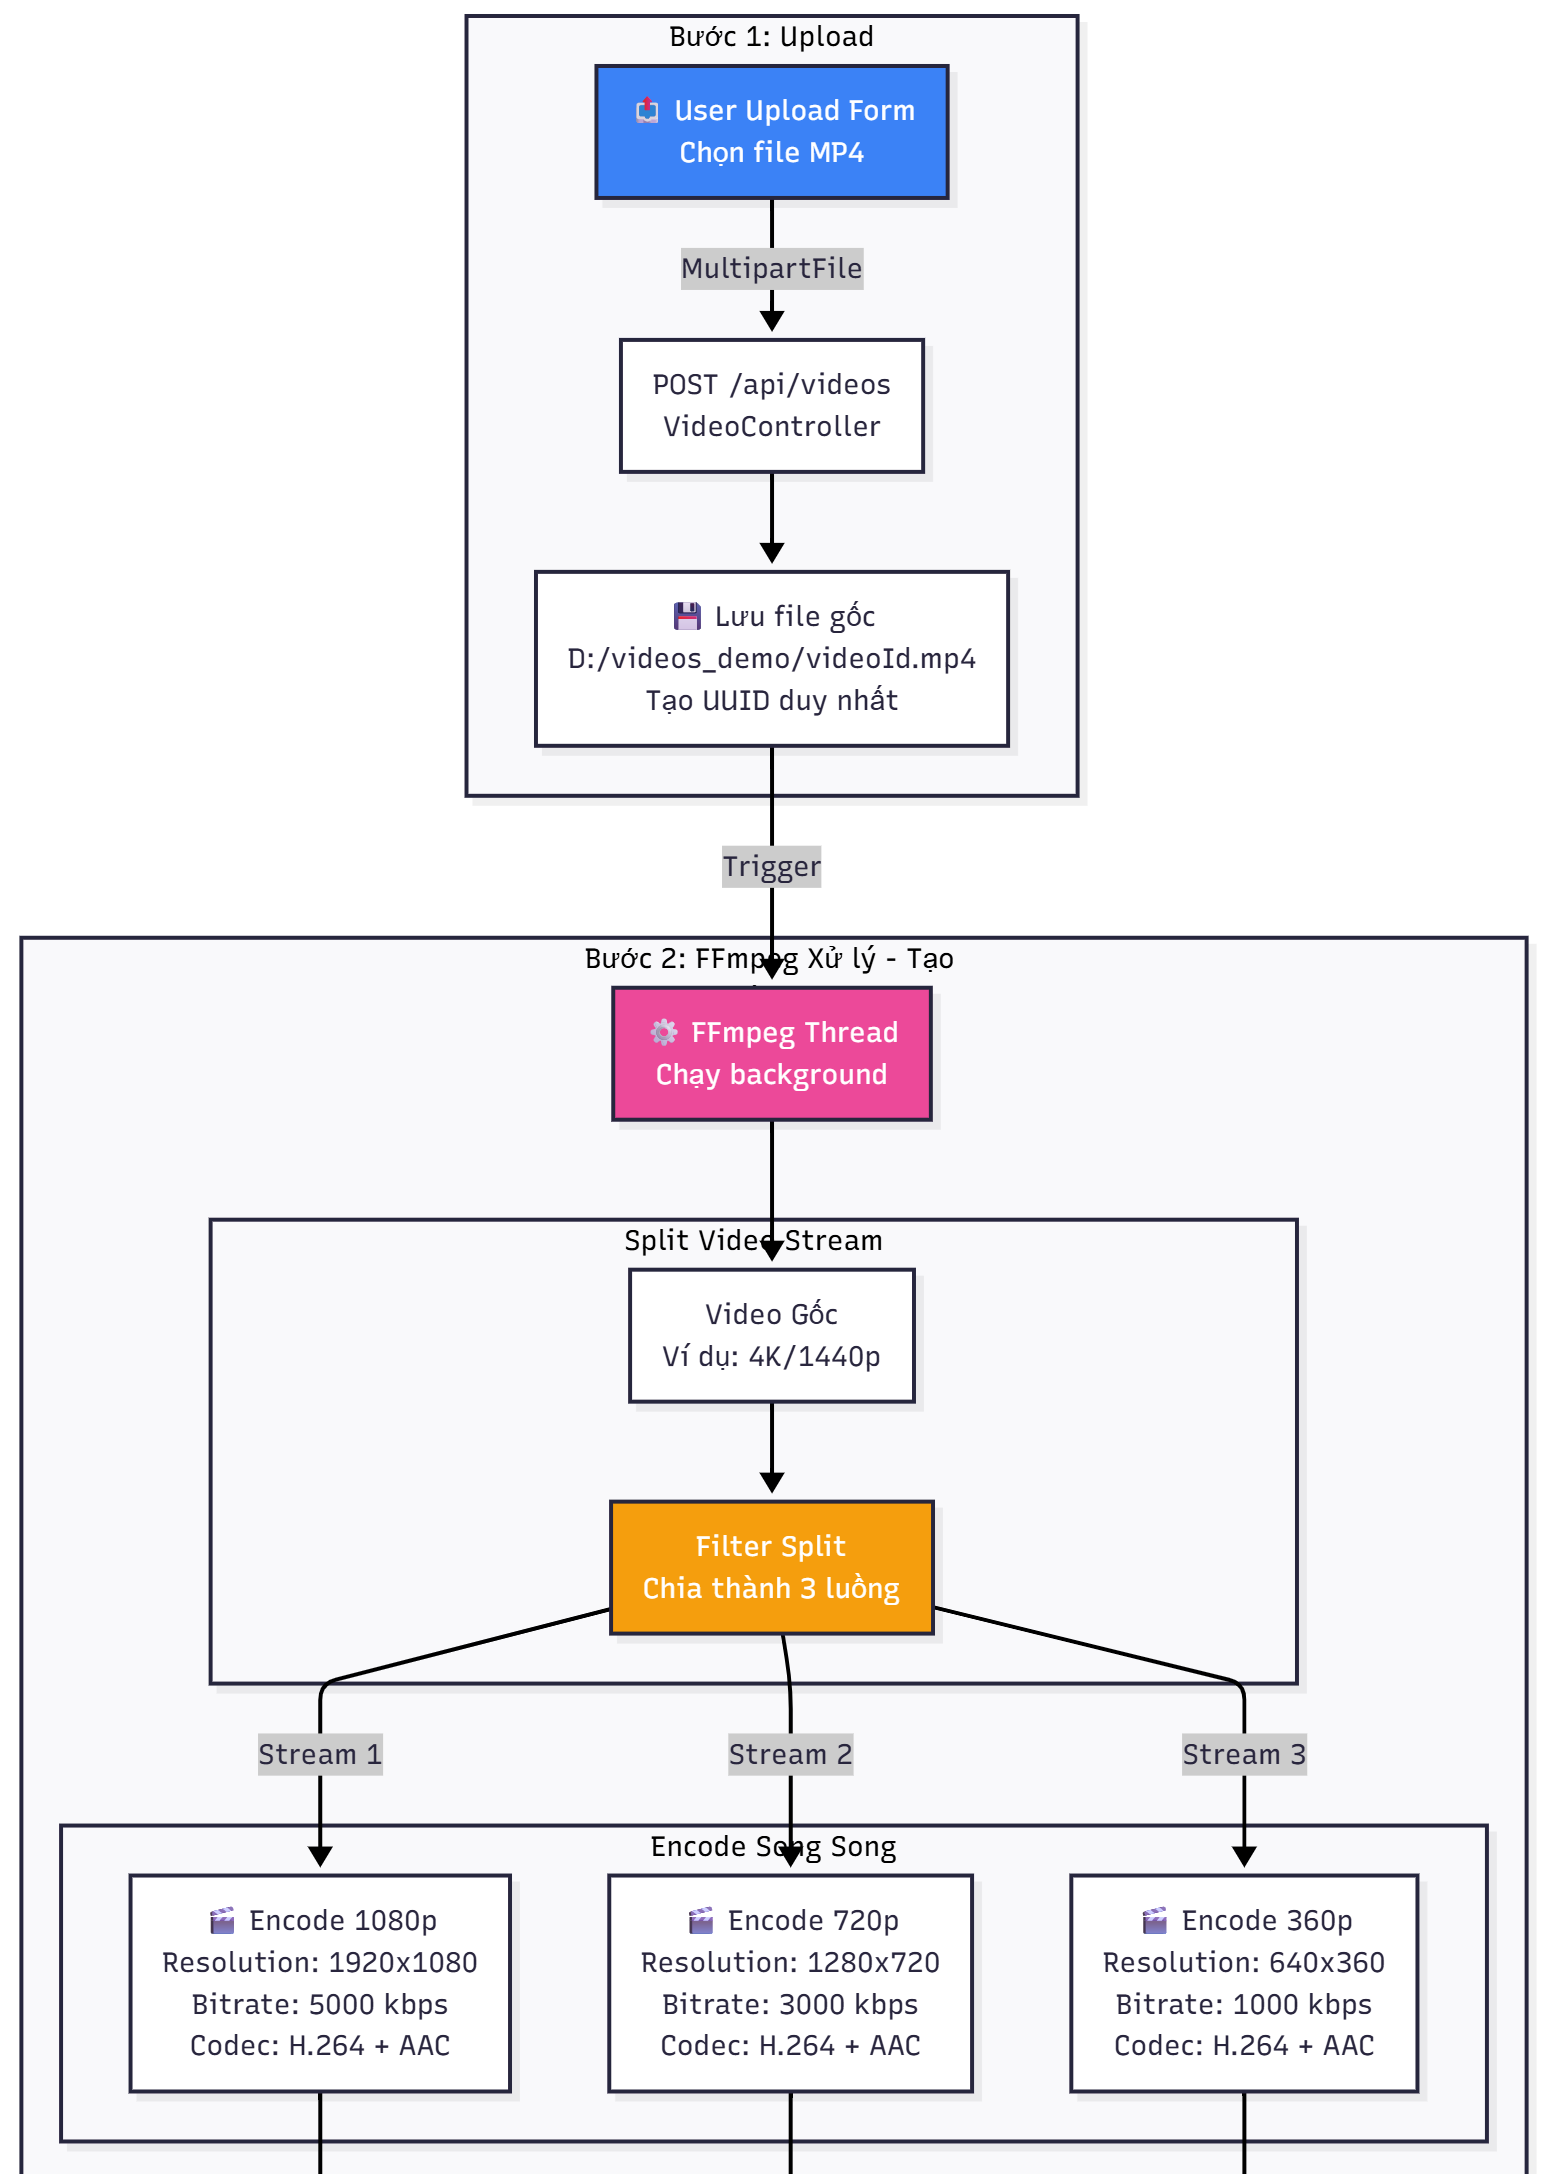 Bước 1: Upload
User Upload Form
Chọn file MP4
MultipartFile
POST /api/videos
VideoController
Lưu file gốc
D:/videos_demo/videoId.mp4
Tạo UUID duy nhất
Trigger
Bước 2: FFmpeg Xử lý - Tạo
FFmpeg Thread
Chạy background
Split Video Stream
Video Gốc
Ví dụ: 4K/1440p
Filter Split
Chia thành 3 luồng
Stream 1
Stream 2
Stream 3
Encode Song Song
Encode 1080p
Resolution: 1920x1080
Bitrate: 5000 kbps
Codec: H.264 + AAC
Encode 720p
Resolution: 1280x720
Bitrate: 3000 kbps
Codec: H.264 + AAC
Encode 360p
Resolution: 640x360
Bitrate: 1000 kbps
Codec: H.264 + AAC